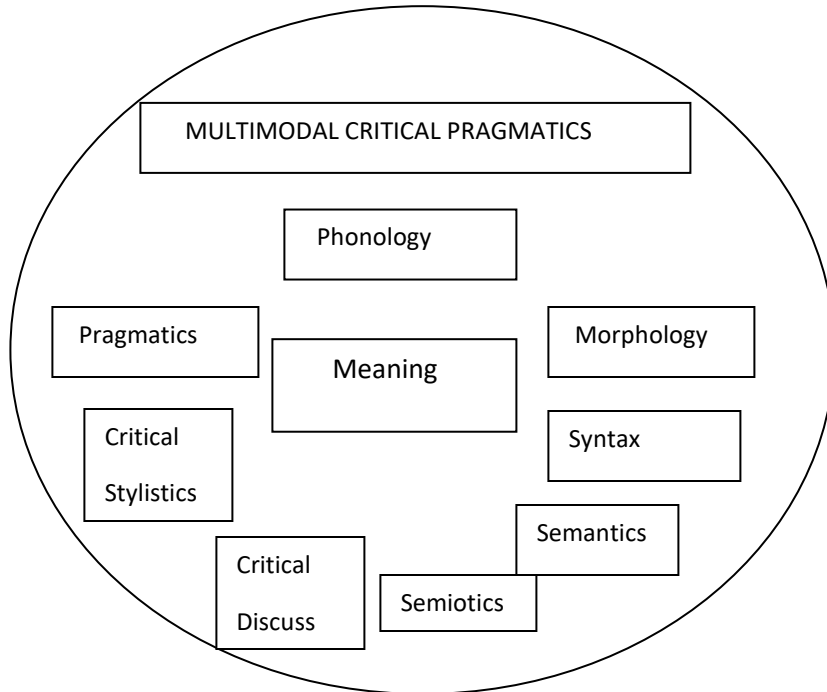 MULTIMODAL CRITICAL PRAGMATICS
Phonology
Pragmatics
Meaning
Morphology
Critical
Stylistics
Syntax
Semantics
Critical
Discuss
Semiotics